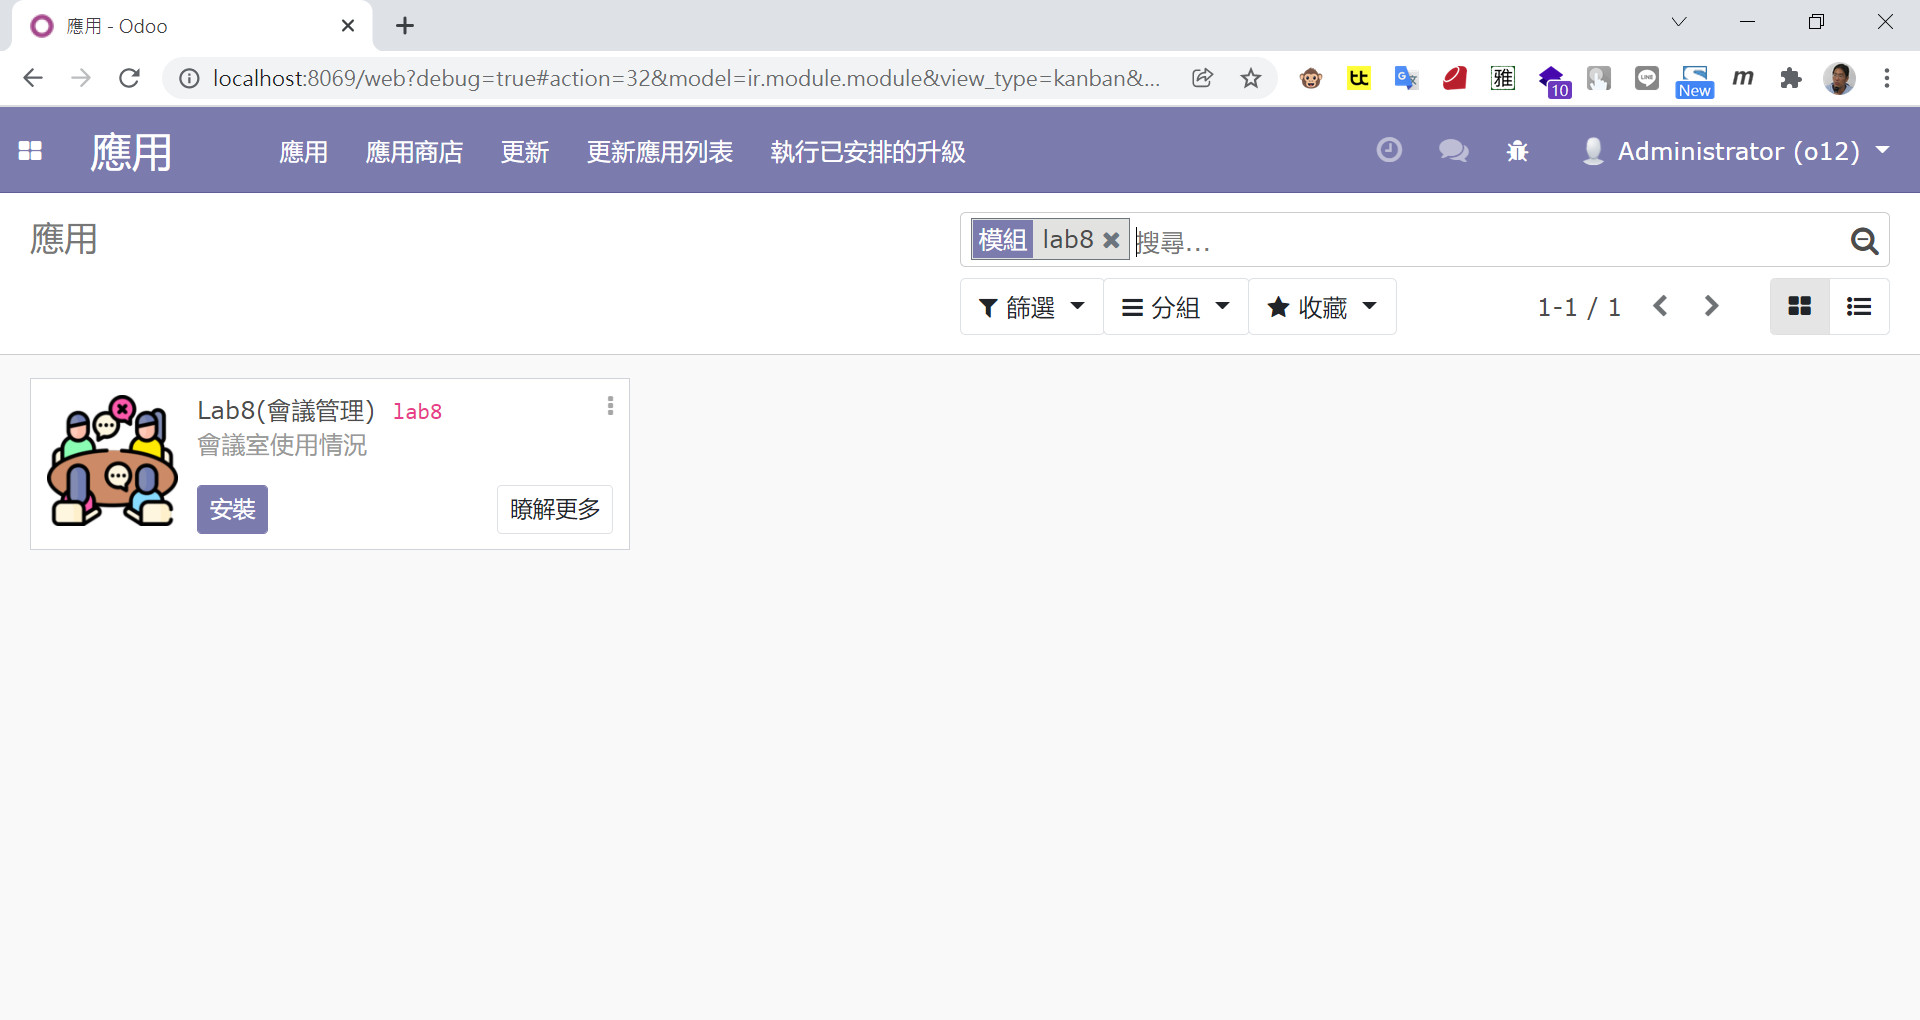 應用 - Odoo
localhost:8069/web?debug=true#action=32&model=ir.module.module&view_type=kanban&...
tt
G
雅
10
LINE
New
m
應用
應用
應用商店
更新
更新應用列表
執行已安排的升級
Administrator (o12)
應用
模組 lab8
搜尋...
篩選
分組
收藏
1-1 / 1
Lab8(會議管理) lab8
會議室使用情況
安裝
瞭解更多